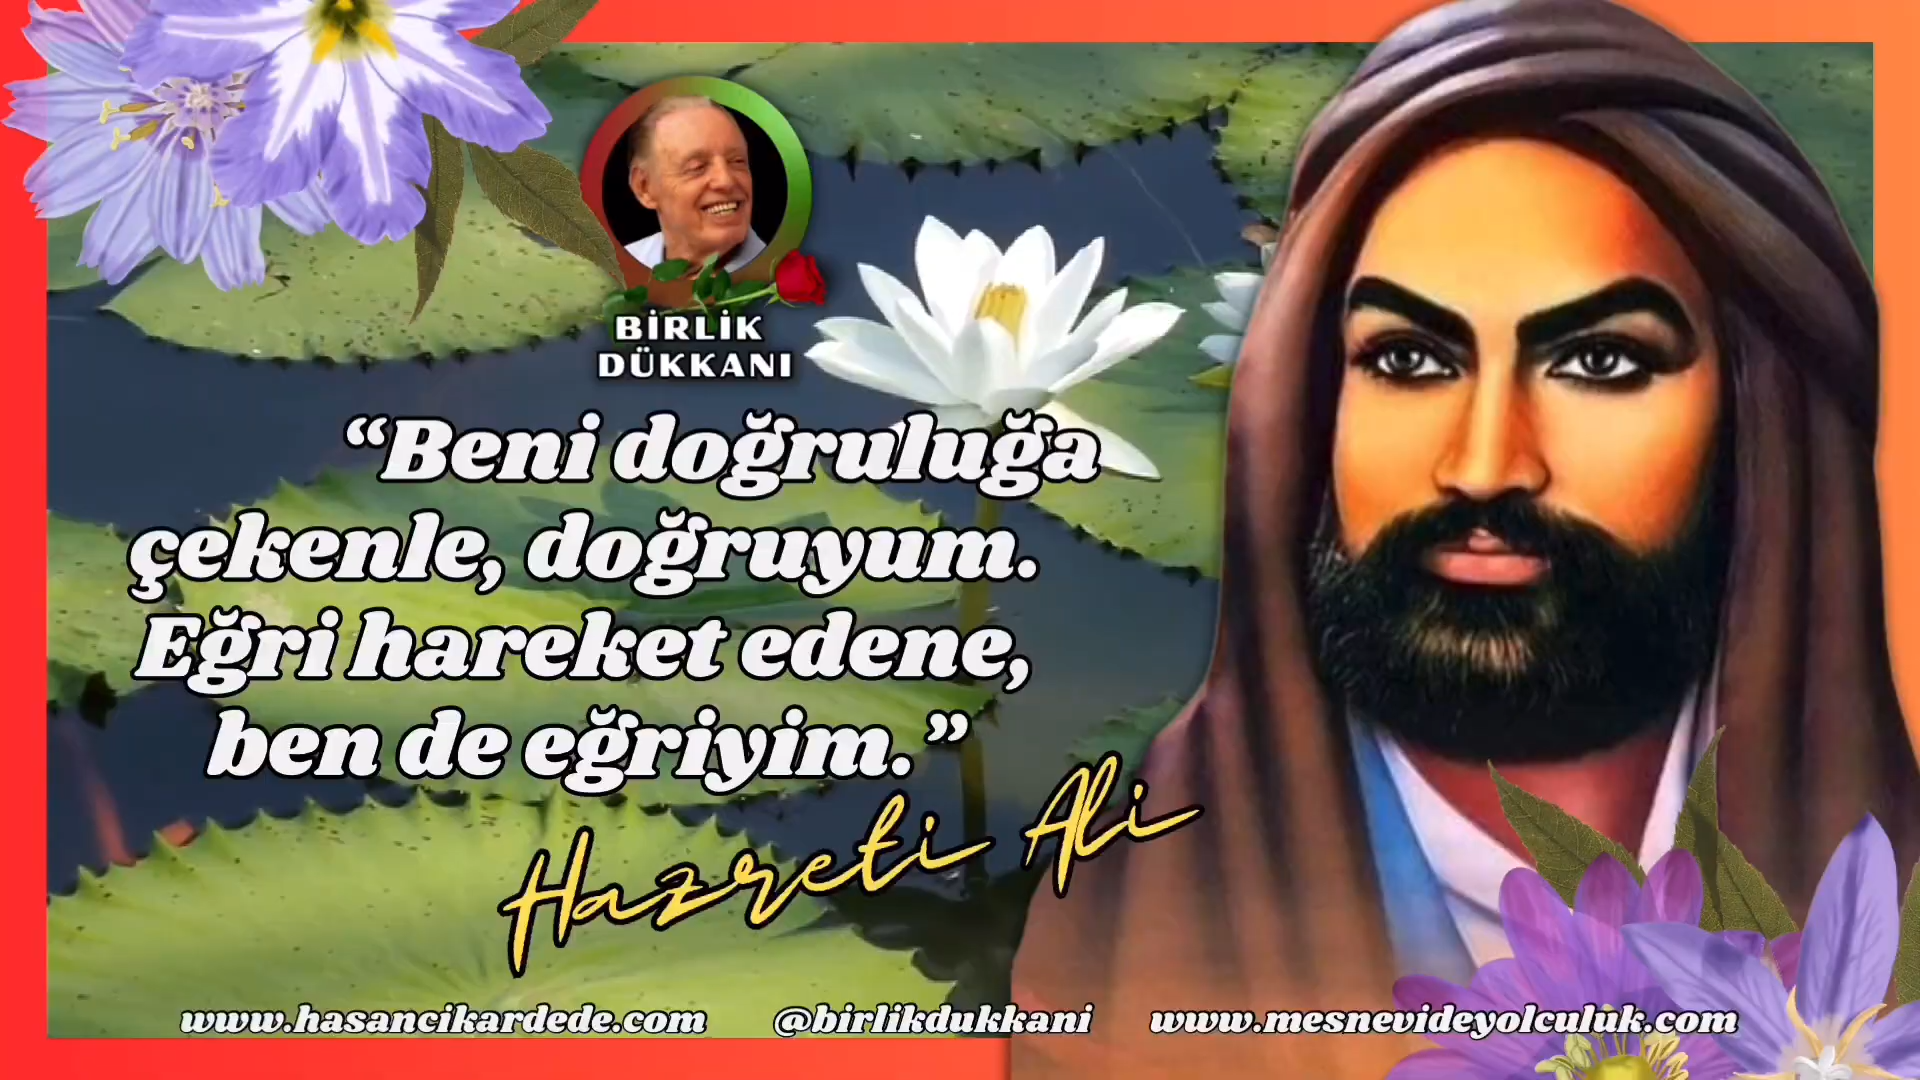 BİRLİK
DÜKKANI
“Beni doğruluğa
çekenle, doğruyum.
Eğri hareket edene,
ben de eğriyim.”
Hazreti Ali
www.hasancikardede.com @birlikdukkani www.mesnevideyolculuk.com